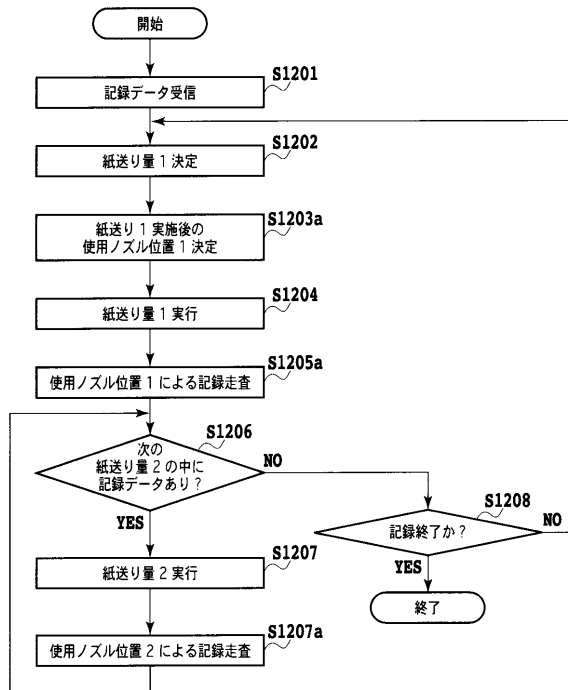 開始
S1201
記録データ受信
S1202
紙送り量1決定
S1203a
紙送り1実施後の
使用ノズル位置1決定
S1204
紙送り量1実行
S1205a
使用ノズル位置1による記録走査
S1206
次の
紙送り量2の中に
記録データあり?
NO
YES
S1208
記録終了か?
NO
YES
終了
S1207
紙送り量2実行
S1207a
使用ノズル位置2による記録走査